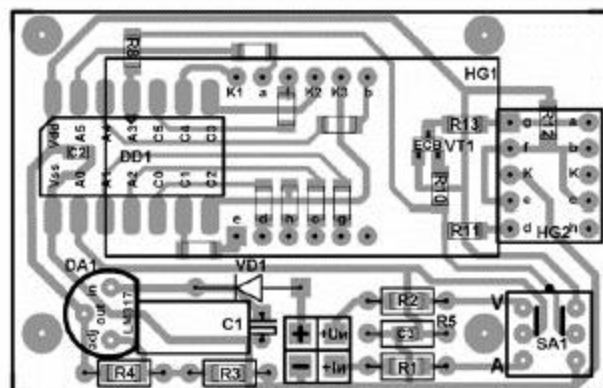 R8
HG1
K1 a f K2 K3 b
Vdd A5 A4 A3 C5 C4 C3
R13
R12
g a
ECB VT1
f b
C2
DD1
K K
R10
Vss A0 A1 A2 C0 C1 C2
e c
R11
d h
HG2
e d h c g
DA1
VD1
in
out
adj
LM317
C1
+
+Uи
R2
V
C3
R5
SA1
−
+Iи
R1
A
R4
R3